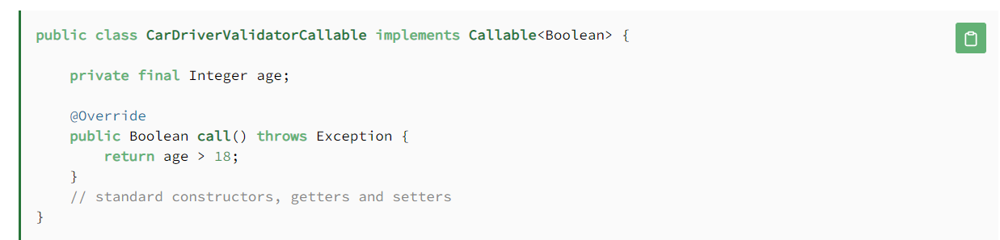 public class CarDriverValidatorCallable implements Callable<Boolean> {
private final Integer age;
@Override
public Boolean call() throws Exception {
return age > 18;
}
// standard constructors, getters and setters
}